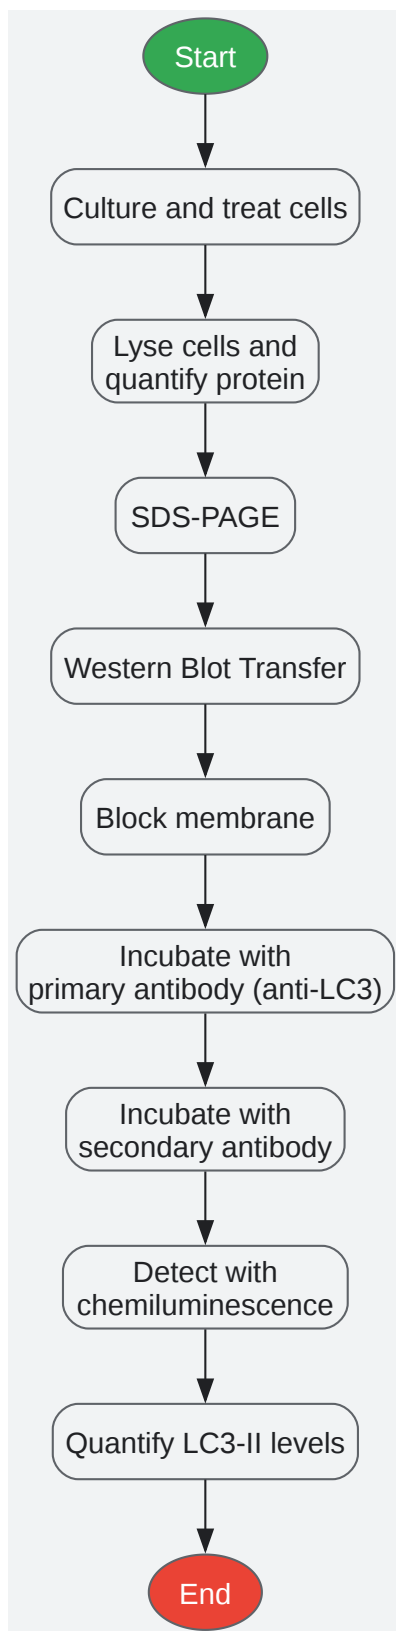 Start
Culture and treat cells
Lyse cells and
quantify protein
SDS-PAGE
Western Blot Transfer
Block membrane
Incubate with
primary antibody (anti-LC3)
Incubate with
secondary antibody
Detect with
chemiluminescence
Quantify LC3-II levels
End